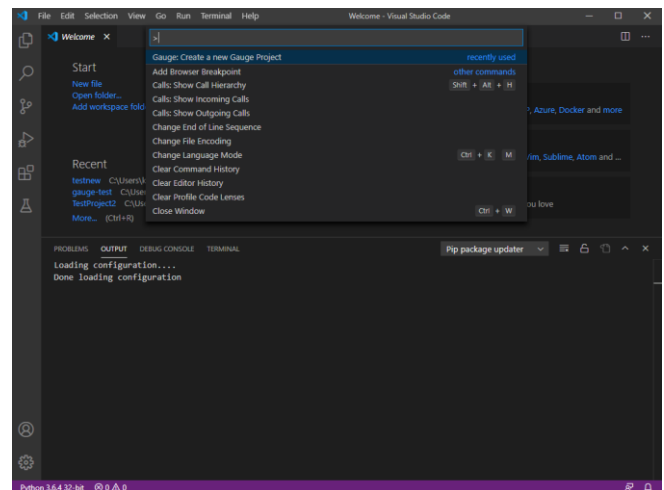 File Edit Selection View Go Run Terminal Help Welcome - Visual Studio Code
Welcome
>
Gauge: Create a new Gauge Project recently used
Add Browser Breakpoint other commands
Calls: Show Call Hierarchy Shift + Alt + H
Calls: Show Incoming Calls
Calls: Show Outgoing Calls
Change End of Line Sequence
Change File Encoding
Change Language Mode Ctrl + K M
Clear Command History
Clear Editor History
Clear Profile Code Lenses
Close Window Ctrl + W
Start
New file
Open folder...
Add workspace fold
Azure, Docker and more
Recent
Sublime, Atom and ...
testnew C:\Users\
gauge-test C:\Use
TestProject2 C:\Us
ou love
More... (Ctrl+R)
PROBLEMS OUTPUT DEBUG CONSOLE TERMINAL Pip package updater
Loading configuration....
Done loading configuration
Python 3.6.4 32-bit 0 0